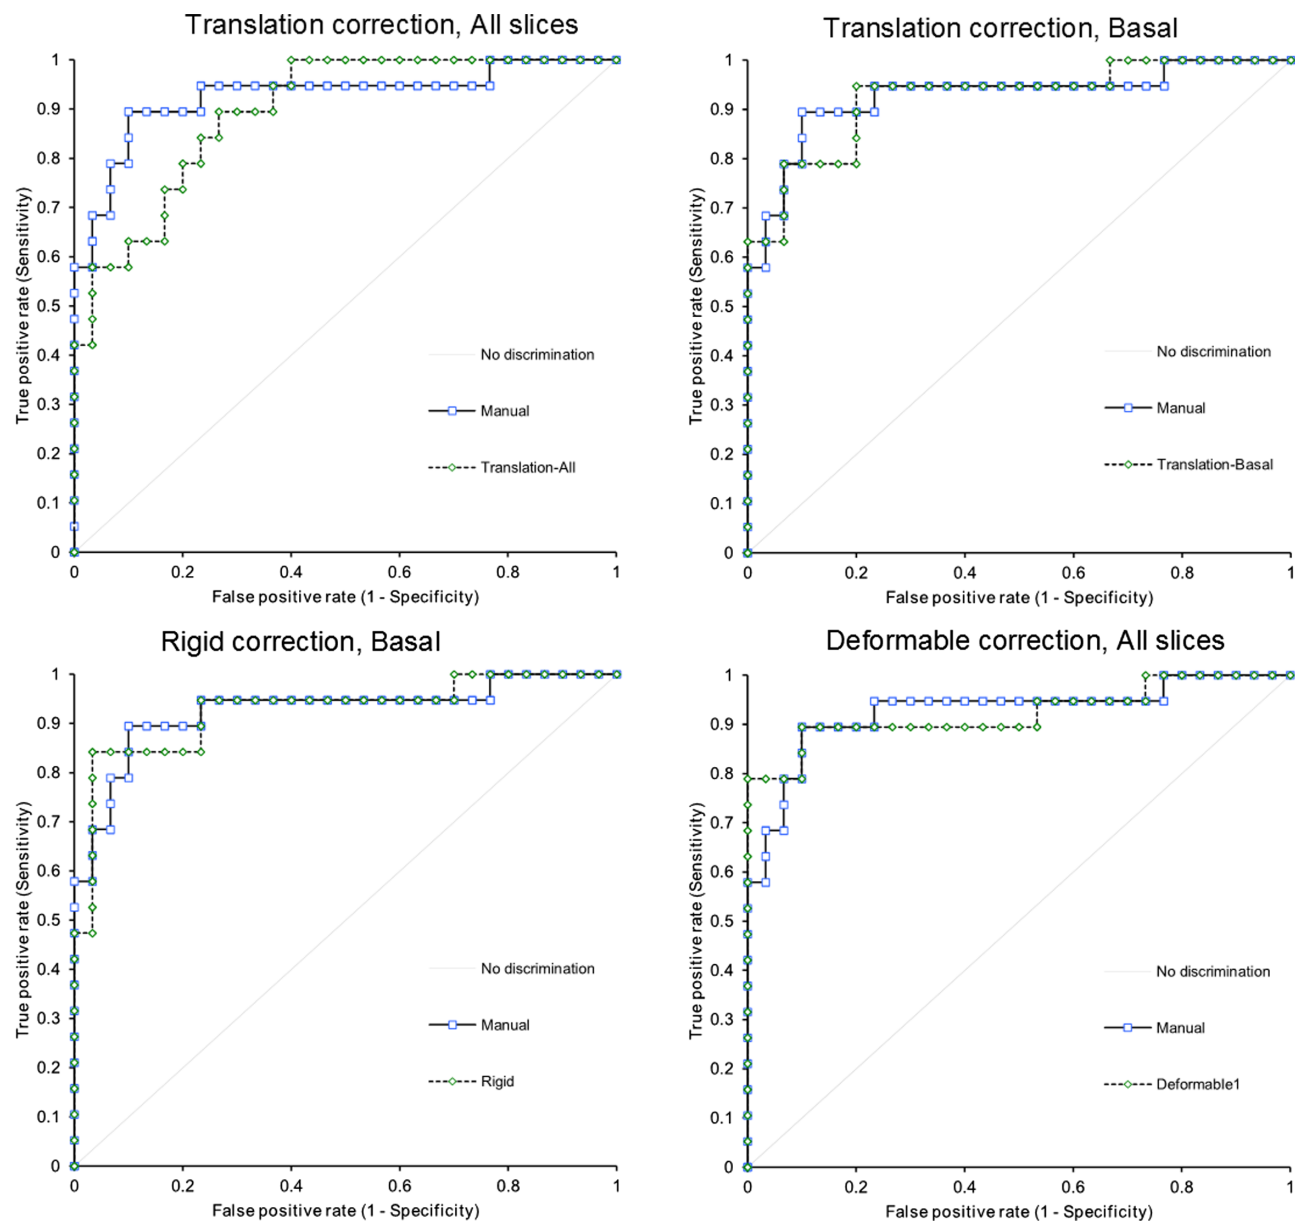 Translation correction, All slices
1
0.9
0.8
0.7
0.6
0.5
0.4
0.3
0.2
0.1
0
True positive rate (Sensitivity)
No discrimination
Manual
Translation-All
0
0.2
0.4
0.6
0.8
1
False positive rate (1 - Specificity)
Translation correction, Basal
1
0.9
0.8
0.7
0.6
0.5
0.4
0.3
0.2
0.1
0
True positive rate (Sensitivity)
No discrimination
Manual
Translation-Basal
0
0.2
0.4
0.6
0.8
1
False positive rate (1 - Specificity)
Rigid correction, Basal
1
0.9
0.8
0.7
0.6
0.5
0.4
0.3
0.2
0.1
0
True positive rate (Sensitivity)
No discrimination
Manual
Rigid
0
0.2
0.4
0.6
0.8
1
False positive rate (1 - Specificity)
Deformable correction, All slices
1
0.9
0.8
0.7
0.6
0.5
0.4
0.3
0.2
0.1
0
True positive rate (Sensitivity)
No discrimination
Manual
Deformable1
0
0.2
0.4
0.6
0.8
1
False positive rate (1 - Specificity)